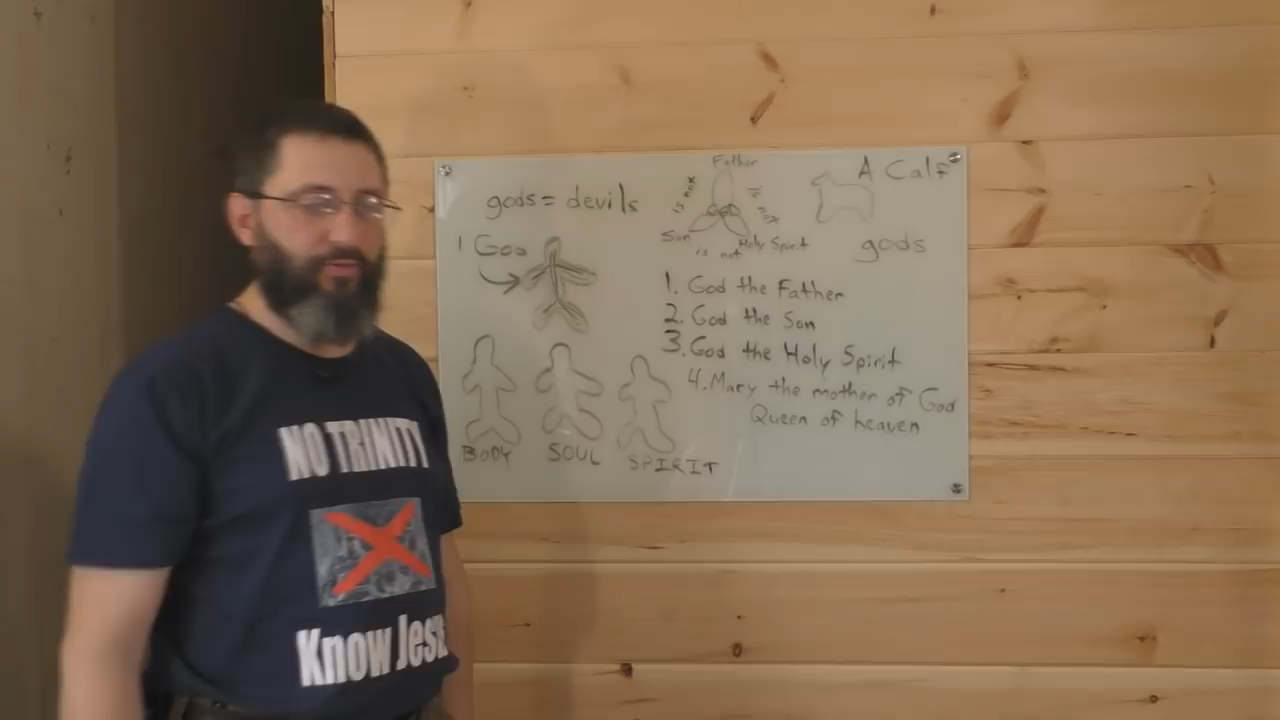 Father
A Calf
gods = devils
is not
is not
God
Son
is not
Holy Spirit
gods
1 God
1. God the Father
2. God the Son
3. God the Holy Spirit
4. Mary the mother of God
Queen of heaven
BODY
SOUL
SPIRIT
NO TRINITY
Know Jesu